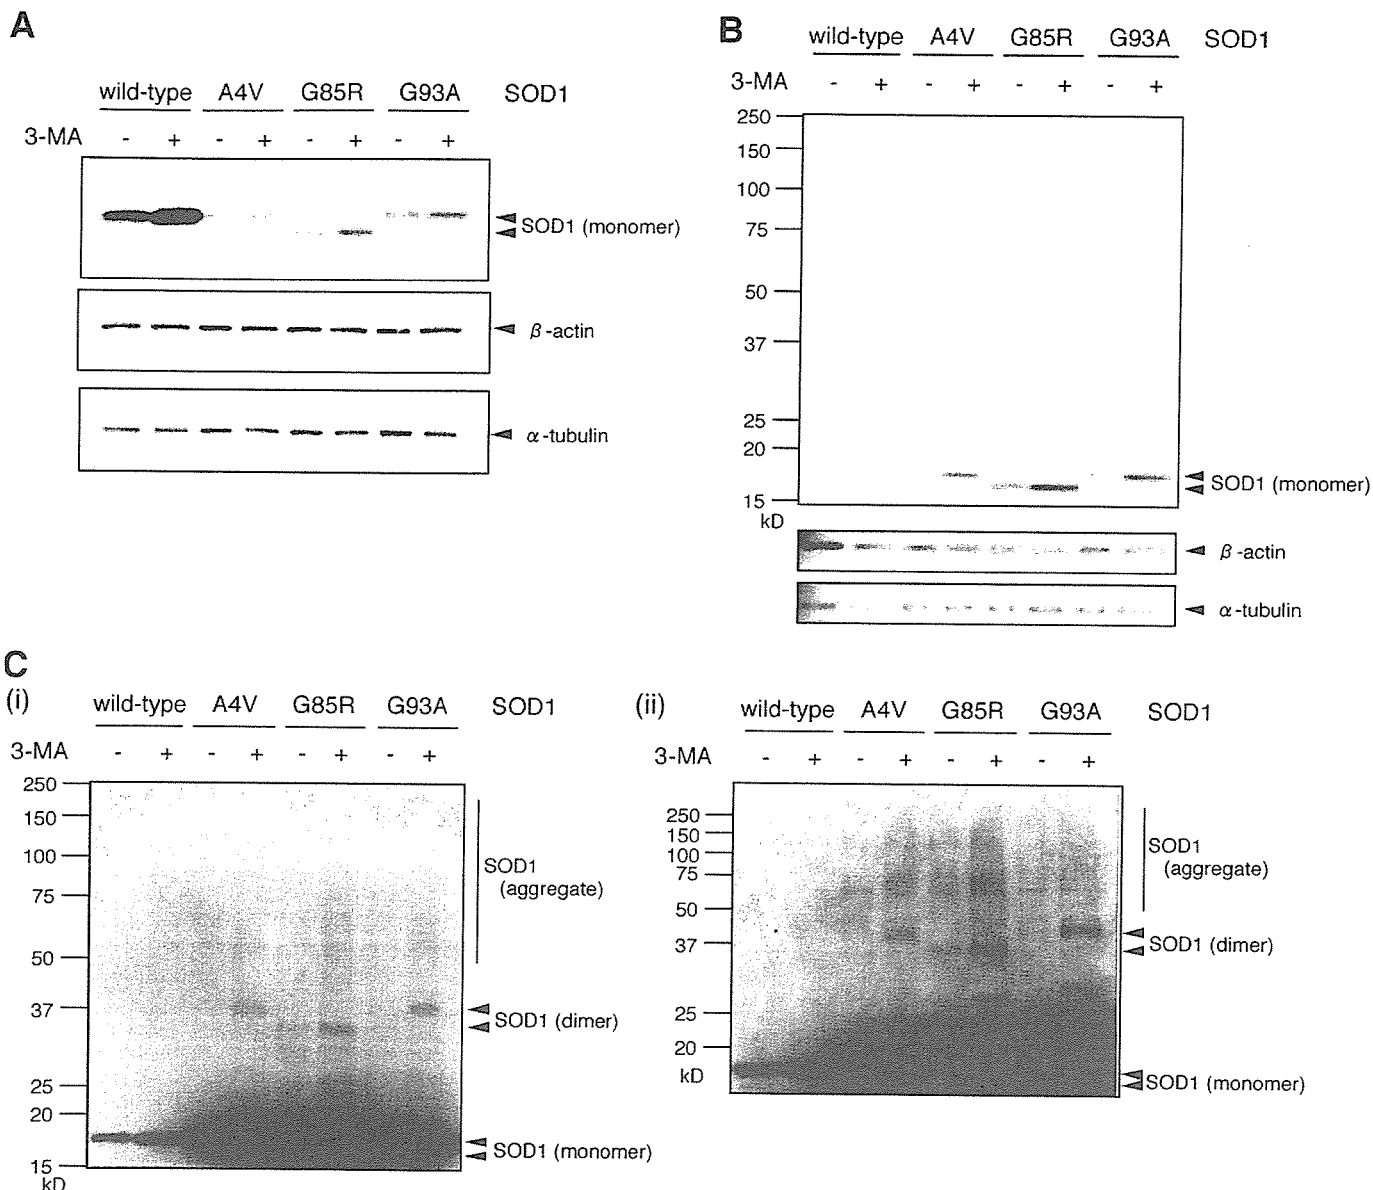 A
wild-type A4V G85R G93A SOD1
3-MA - + - + - + - +
SOD1 (monomer)
β-actin
α-tubulin
B
wild-type A4V G85R G93A SOD1
3-MA - + - + - + - +
250
150
100
75
50
37
25
20
15
kD
SOD1 (monomer)
β-actin
α-tubulin
C
(i)
wild-type A4V G85R G93A SOD1
3-MA - + - + - + - +
250
150
100
75
50
37
25
20
15
kD
SOD1
(aggregate)
SOD1 (dimer)
SOD1 (monomer)
(ii)
wild-type A4V G85R G93A SOD1
3-MA - + - + - + - +
250
150
100
75
50
37
25
20
kD
SOD1
(aggregate)
SOD1 (dimer)
SOD1 (monomer)